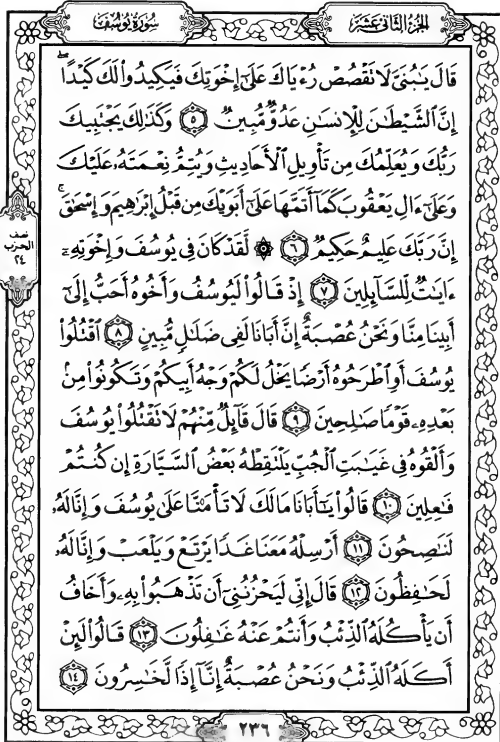 الجزء الثاني عشر
سورة يوسف
قَالَ يَٰبُنَيَّ لَا تَقْصُصْ رُءْيَاكَ عَلَىٰٓ إِخْوَتِكَ فَيَكِيدُوا۟ لَكَ كَيْدًا ۖ
إِنَّ ٱلشَّيْطَٰنَ لِلْإِنسَٰنِ عَدُوٌّ مُّبِينٌ ٥ وَكَذَٰلِكَ يَجْتَبِيكَ
رَبُّكَ وَيُعَلِّمُكَ مِن تَأْوِيلِ ٱلْأَحَادِيثِ وَيُتِمُّ نِعْمَتَهُۥ عَلَيْكَ
وَعَلَىٰٓ ءَالِ يَعْقُوبَ كَمَآ أَتَمَّهَا عَلَىٰٓ أَبَوَيْكَ مِن قَبْلُ إِبْرَٰهِيمَ وَإِسْحَٰقَ ۚ
إِنَّ رَبَّكَ عَلِيمٌ حَكِيمٌ ٦ ۞ لَّقَدْ كَانَ فِى يُوسُفَ وَإِخْوَتِهِۦٓ
ءَايَٰتٌ لِّلسَّآئِلِينَ ٧ إِذْ قَالُوا۟ لَيُوسُفُ وَأَخُوهُ أَحَبُّ إِلَىٰٓ
أَبِينَا مِنَّا وَنَحْنُ عُصْبَةٌ إِنَّ أَبَانَا لَفِى ضَلَٰلٍ مُّبِينٍ ٨ ٱقْتُلُوا۟
يُوسُفَ أَوِ ٱطْرَحُوهُ أَرْضًا يَخْلُ لَكُمْ وَجْهُ أَبِيكُمْ وَتَكُونُوا۟ مِنۢ
بَعْدِهِۦ قَوْمًا صَٰلِحِينَ ٩ قَالَ قَآئِلٌ مِّنْهُمْ لَا تَقْتُلُوا۟ يُوسُفَ
وَأَلْقُوهُ فِى غَيَٰبَتِ ٱلْجُبِّ يَلْتَقِطْهُ بَعْضُ ٱلسَّيَّارَةِ إِن كُنتُمْ
فَٰعِلِينَ ١٠ قَالُوا۟ يَٰٓأَبَانَا مَا لَكَ لَا تَأْمَ۫نَّا عَلَىٰ يُوسُفَ وَإِنَّا لَهُۥ
لَنَٰصِحُونَ ١١ أَرْسِلْهُ مَعَنَا غَدًا يَرْتَعْ وَيَلْعَبْ وَإِنَّا لَهُۥ
لَحَٰفِظُونَ ١٢ قَالَ إِنِّى لَيَحْزُنُنِىٓ أَن تَذْهَبُوا۟ بِهِۦ وَأَخَافُ
أَن يَأْكُلَهُ ٱلذِّئْبُ وَأَنتُمْ عَنْهُ غَٰفِلُونَ ١٣ قَالُوا۟ لَئِنْ
أَكَلَهُ ٱلذِّئْبُ وَنَحْنُ عُصْبَةٌ إِنَّآ إِذًا لَّخَٰسِرُونَ ١٤
نصف
الحزب
٢٤
٢٣٦